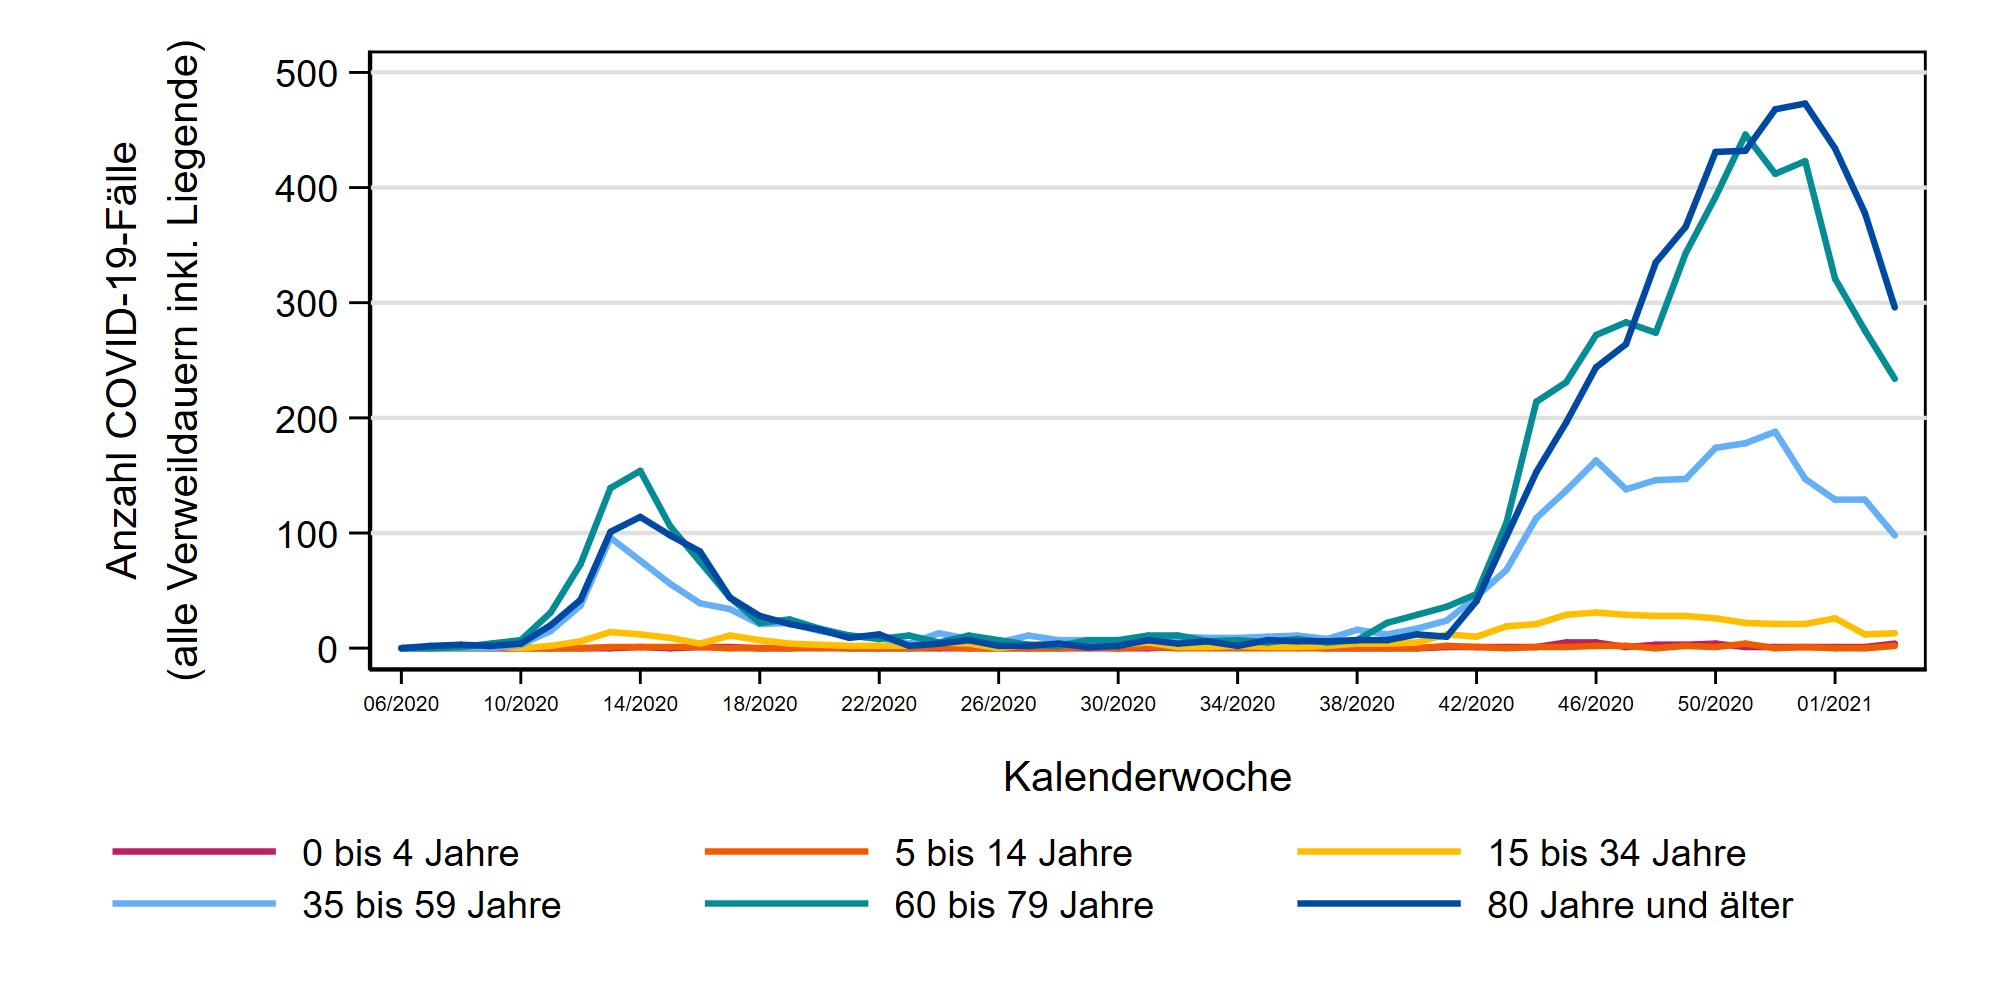 Anzahl COVID-19-Fälle
(alle Verweildauern inkl. Liegende)
500
400
300
200
100
0
06/2020 10/2020 14/2020 18/2020 22/2020 26/2020 30/2020 34/2020 38/2020 42/2020 46/2020 50/2020 01/2021
Kalenderwoche
0 bis 4 Jahre 5 bis 14 Jahre 15 bis 34 Jahre
35 bis 59 Jahre 60 bis 79 Jahre 80 Jahre und älter